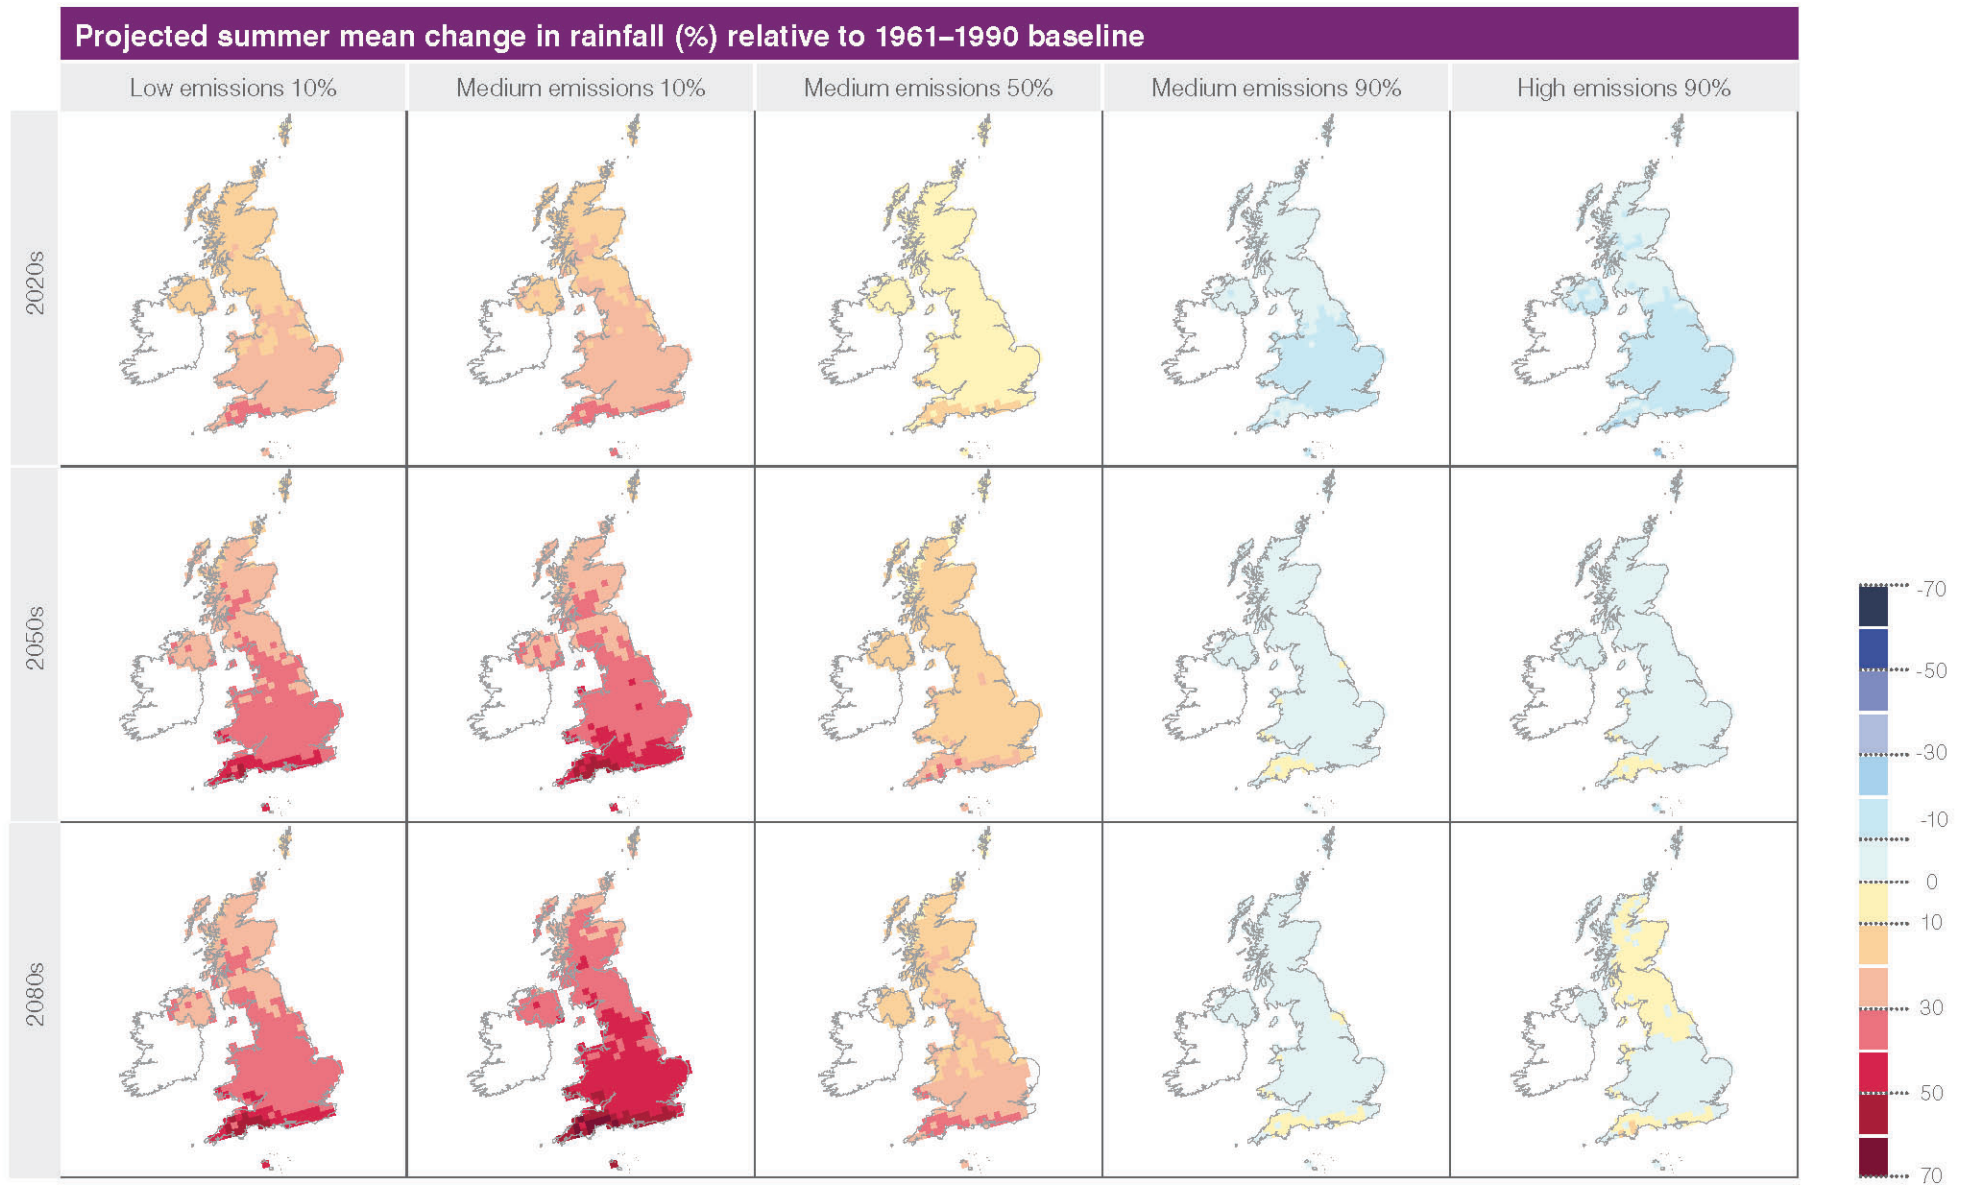 Projected summer mean change in rainfall (%) relative to 1961–1990 baseline
Low emissions 10%
Medium emissions 10%
Medium emissions 50%
Medium emissions 90%
High emissions 90%
2020s
2050s
2080s
-70
-50
-30
-10
0
10
30
50
70